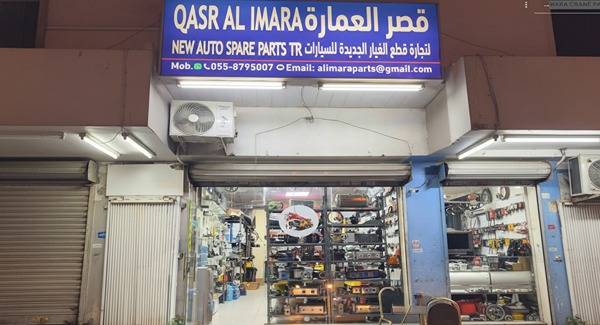 QASR AL IMARA قصر العمارة
NEW AUTO SPARE PARTS TR لتجارة قطع الغيار الجديدة للسيارات
Mob. 055-8795007 Email: alimaraparts@gmail.com